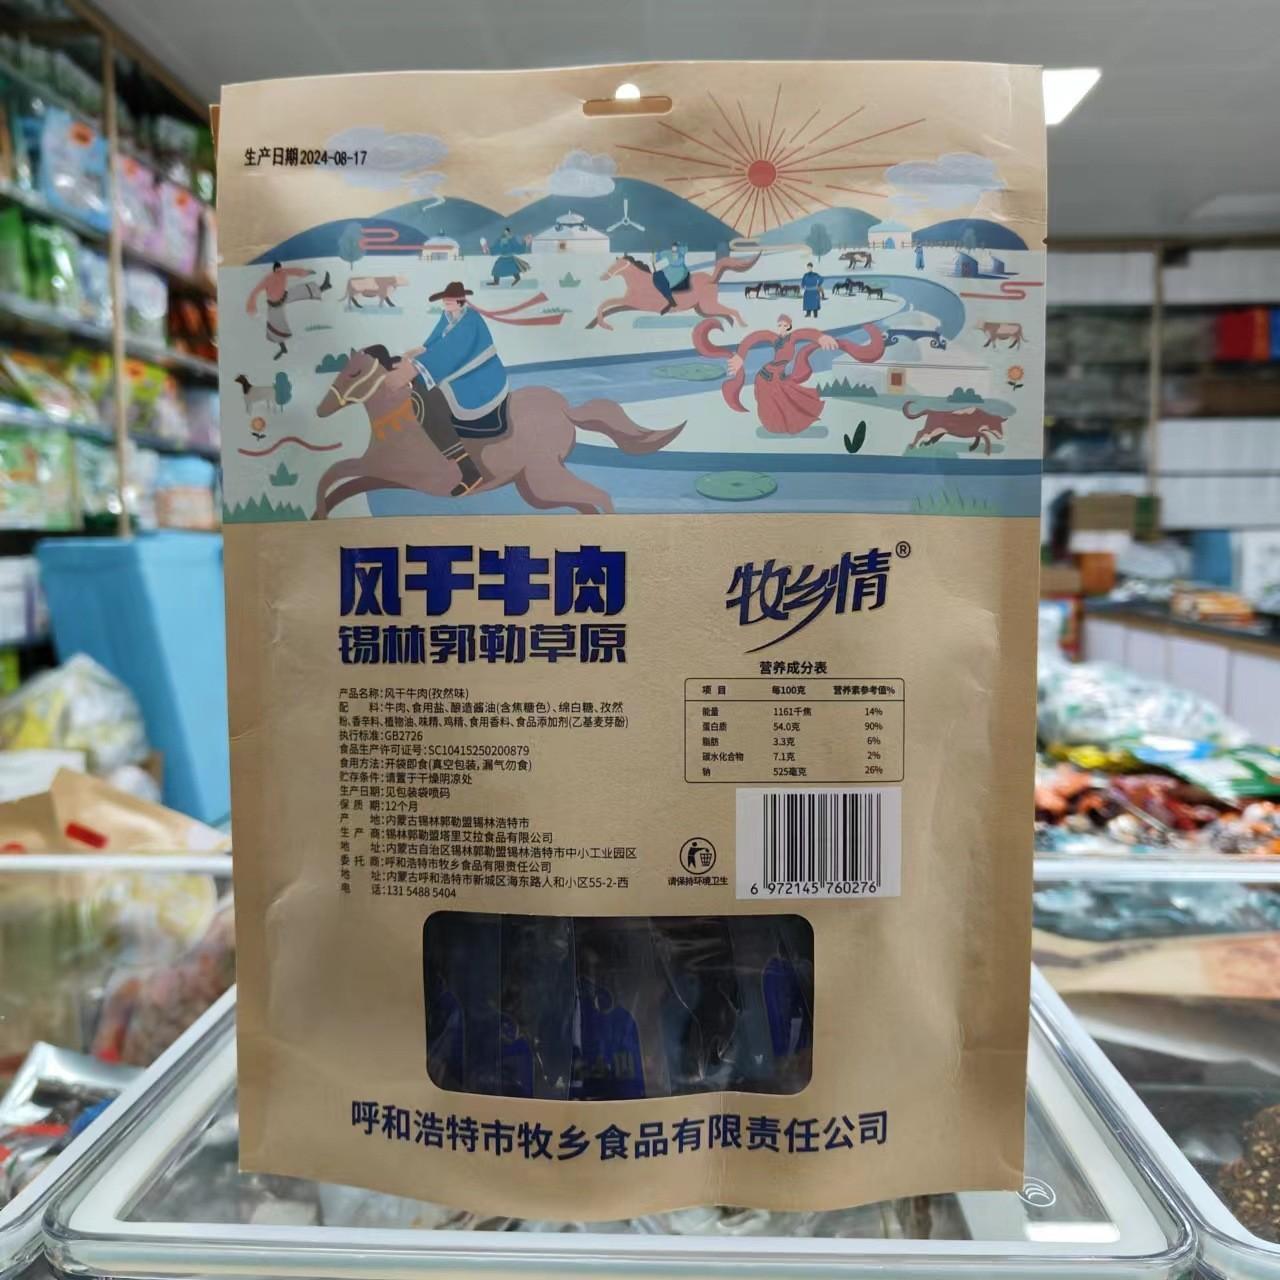 生产日期2024-08-17
风干牛肉
锡林郭勒草原
牧乡情®
产品名称:风干牛肉(孜然味)
配 料:牛肉、食用盐、酿造酱油(含焦糖色)、绵白糖、孜然
粉、香辛料、植物油、味精、鸡精、食用香料、食品添加剂(乙基麦芽酚)
执行标准:GB2726
食品生产许可证号:SC10415250200879
食用方法:开袋即食(真空包装,漏气勿食)
贮存条件:请置于干燥阴凉处
生产日期:见包装袋喷码
保 质 期:12个月
产 地:内蒙古锡林郭勒盟锡林浩特市
生 产 商:锡林郭勒盟塔里艾拉食品有限公司
地 址:内蒙古自治区锡林郭勒盟锡林浩特市中小工业园区
委 托 商:呼和浩特市牧乡食品有限责任公司
地 址:内蒙古呼和浩特市新城区海东路人和小区55-2-西
电 话:131 5488 5404
营养成分表
项 目 每100克 营养素参考值%
能量 1161千焦 14%
蛋白质 54.0克 90%
脂肪 3.3克 6%
碳水化合物 7.1克 2%
钠 525毫克 26%
请保持环境卫生
6 972145 760276
呼和浩特市牧乡食品有限责任公司